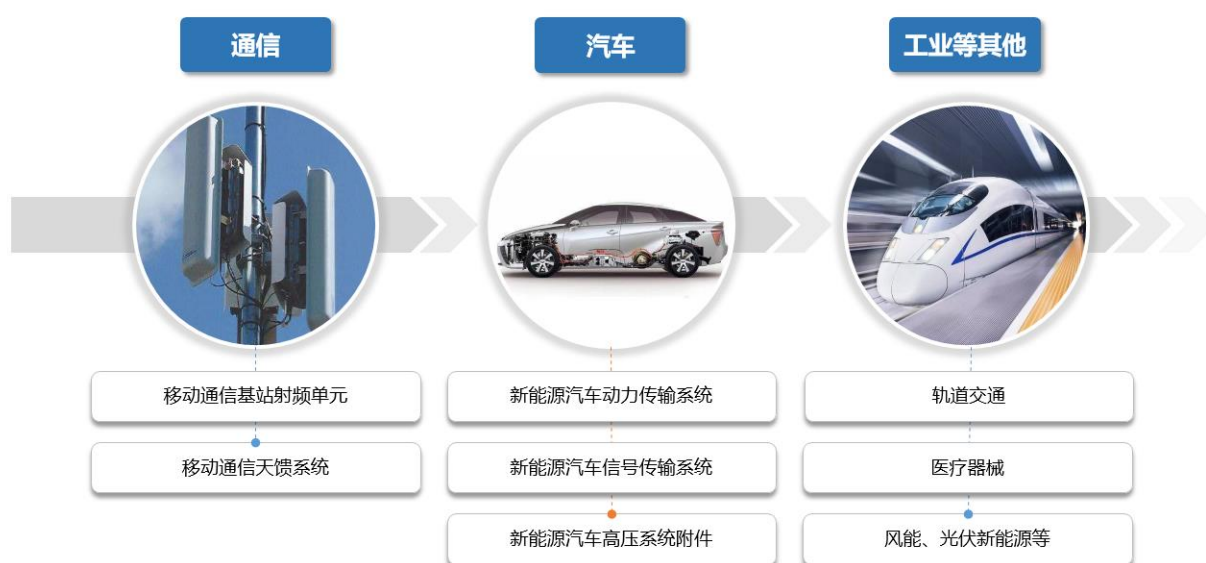 通信
汽车
工业等其他
移动通信基站射频单元
新能源汽车动力传输系统
轨道交通
移动通信天馈系统
新能源汽车信号传输系统
医疗器械
新能源汽车高压系统附件
风能、光伏新能源等